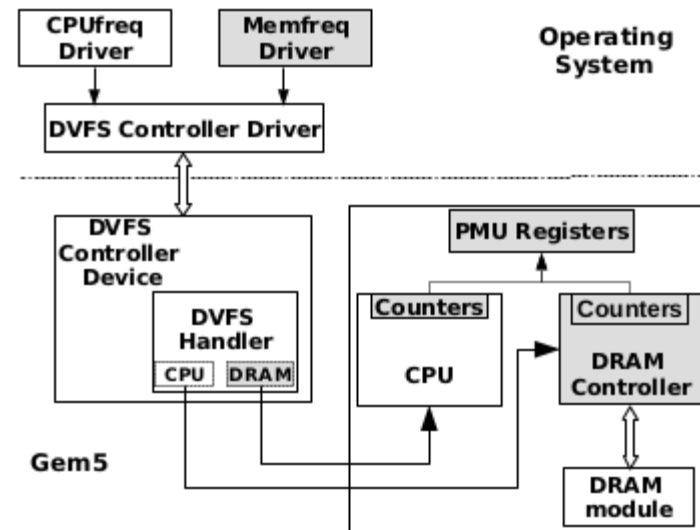 CPUfreq
Driver
Memfreq
Driver
Operating
System
DVFS Controller Driver
DVFS
Controller
Device
PMU Registers
DVFS
Handler
CPU
DRAM
Counters
CPU
Counters
DRAM
Controller
Gem5
DRAM
module